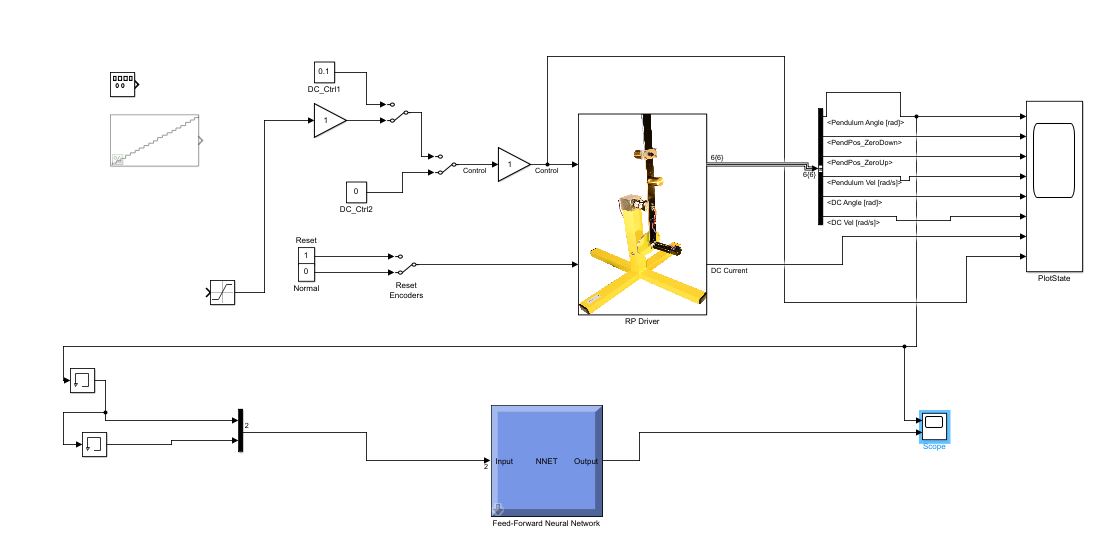 0.1
DC_Ctrl1
1
0
DC_Ctrl2
Control
1
Control
Reset
1
0
Normal
Reset
Encoders
RP Driver
6{6}
DC Current
6{6}
<Pendulum Angle [rad]>
<PendPos_ZeroDown>
<PendPos_ZeroUp>
<Pendulum Vel [rad/s]>
<DC Angle [rad]>
<DC Vel [rad/s]>
PlotState
2
2
Input
NNET
Output
Feed-Forward Neural Network
Scope